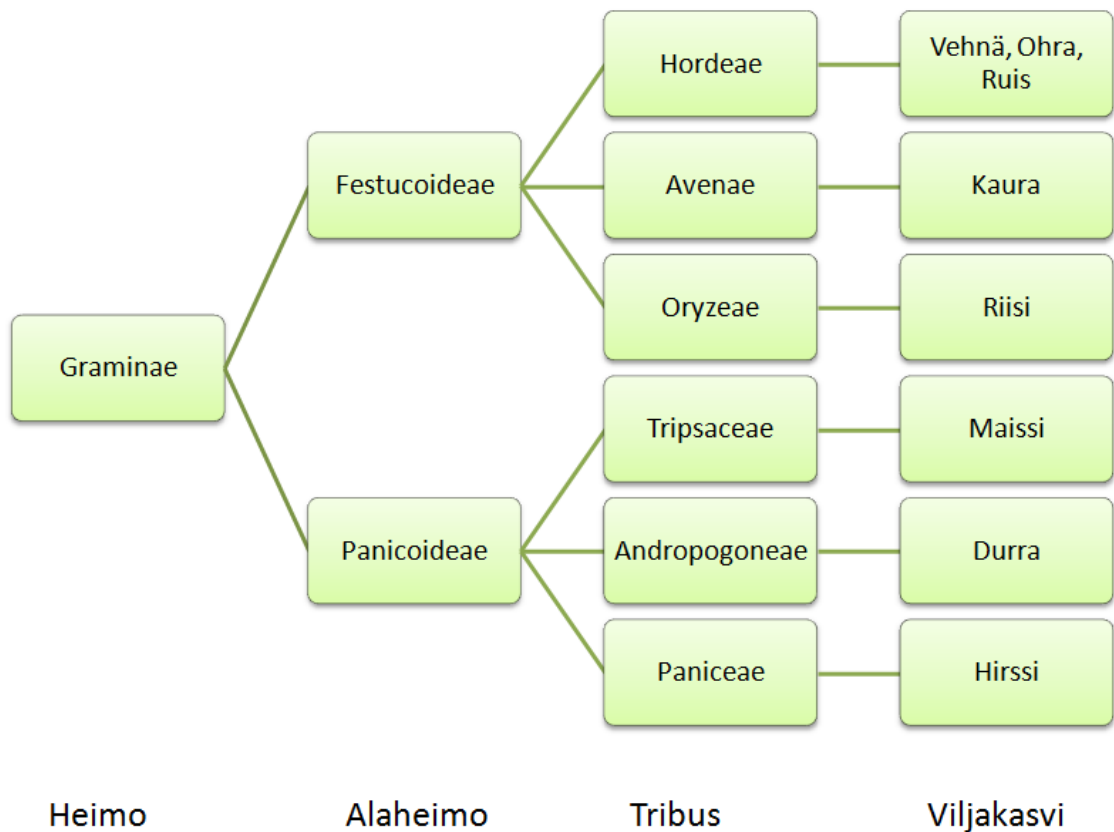 Graminae
Festucoideae
Panicoideae
Hordeae
Avenae
Oryzeae
Tripsaceae
Andropogoneae
Paniceae
Vehnä, Ohra,
Ruis
Kaura
Riisi
Maissi
Durra
Hirssi
Heimo
Alaheimo
Tribus
Viljakasvi